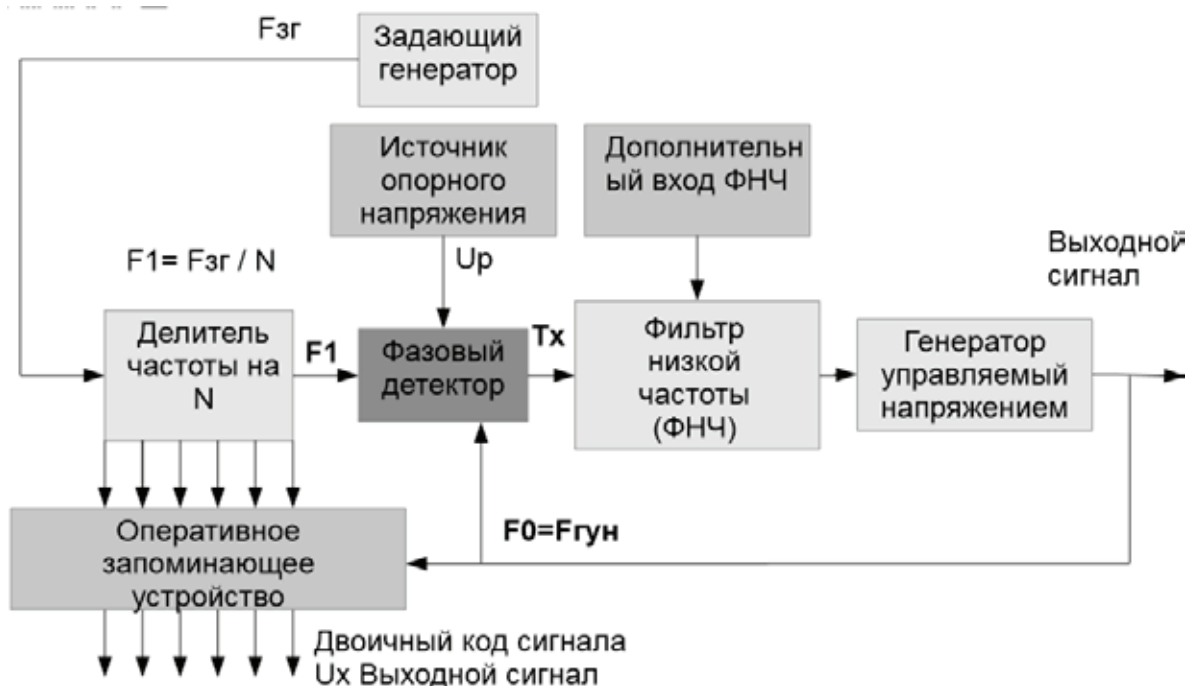 Fзг
Задающий
генератор
Источник
опорного
напряжения
Дополнительн
ый вход ФНЧ
F1= Fзг / N
Up
Выходной
сигнал
Делитель
частоты на
N
F1
Фазовый
детектор
Tx
Фильтр
низкой
частоты
(ФНЧ)
Генератор
управляемый
напряжением
Оперативное
запоминающее
устройство
F0=Fгун
Двоичный код сигнала
Ux Выходной сигнал